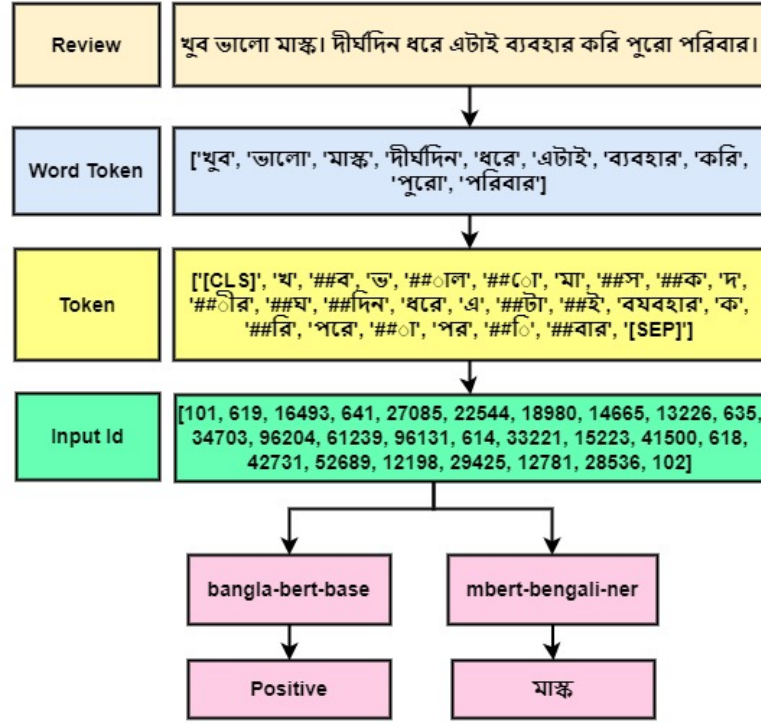 Review
খুব ভালো মাস্ক। দীর্ঘদিন ধরে এটাই ব্যবহার করি পুরো পরিবার।
Word Token
['খুব', 'ভালো', 'মাস্ক', 'দীর্ঘদিন', 'ধরে', 'এটাই', 'ব্যবহার', 'করি',
'পুরো', 'পরিবার']
Token
['[CLS]', 'খ', '##ব', 'ভ', '##াল', '##ো', 'মা', '##স', '##ক', 'দ',
'##ীর', '##ঘ', '##দিন', 'ধরে', 'এ', '##টা', '##ই', 'বযবহার', 'ক',
'##রি', 'পরে', '##া', 'পর', '##ি', '##বার', '[SEP]']
Input Id
[101, 619, 16493, 641, 27085, 22544, 18980, 14665, 13226, 635,
34703, 96204, 61239, 96131, 614, 33221, 15223, 41500, 618,
42731, 52689, 12198, 29425, 12781, 28536, 102]
bangla-bert-base
mbert-bengali-ner
Positive
মাস্ক